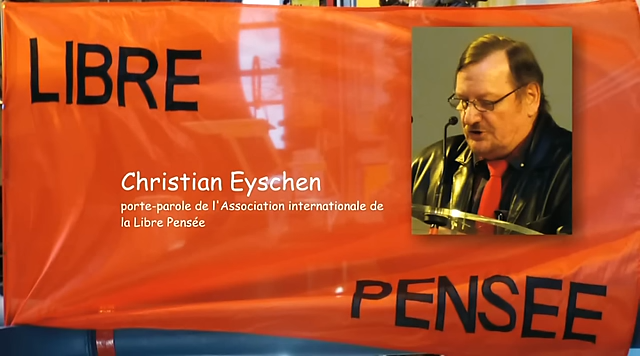 LIBRE
Christian Eyschen
porte-parole de l'Association internationale de
la Libre Pensée
PENSEE